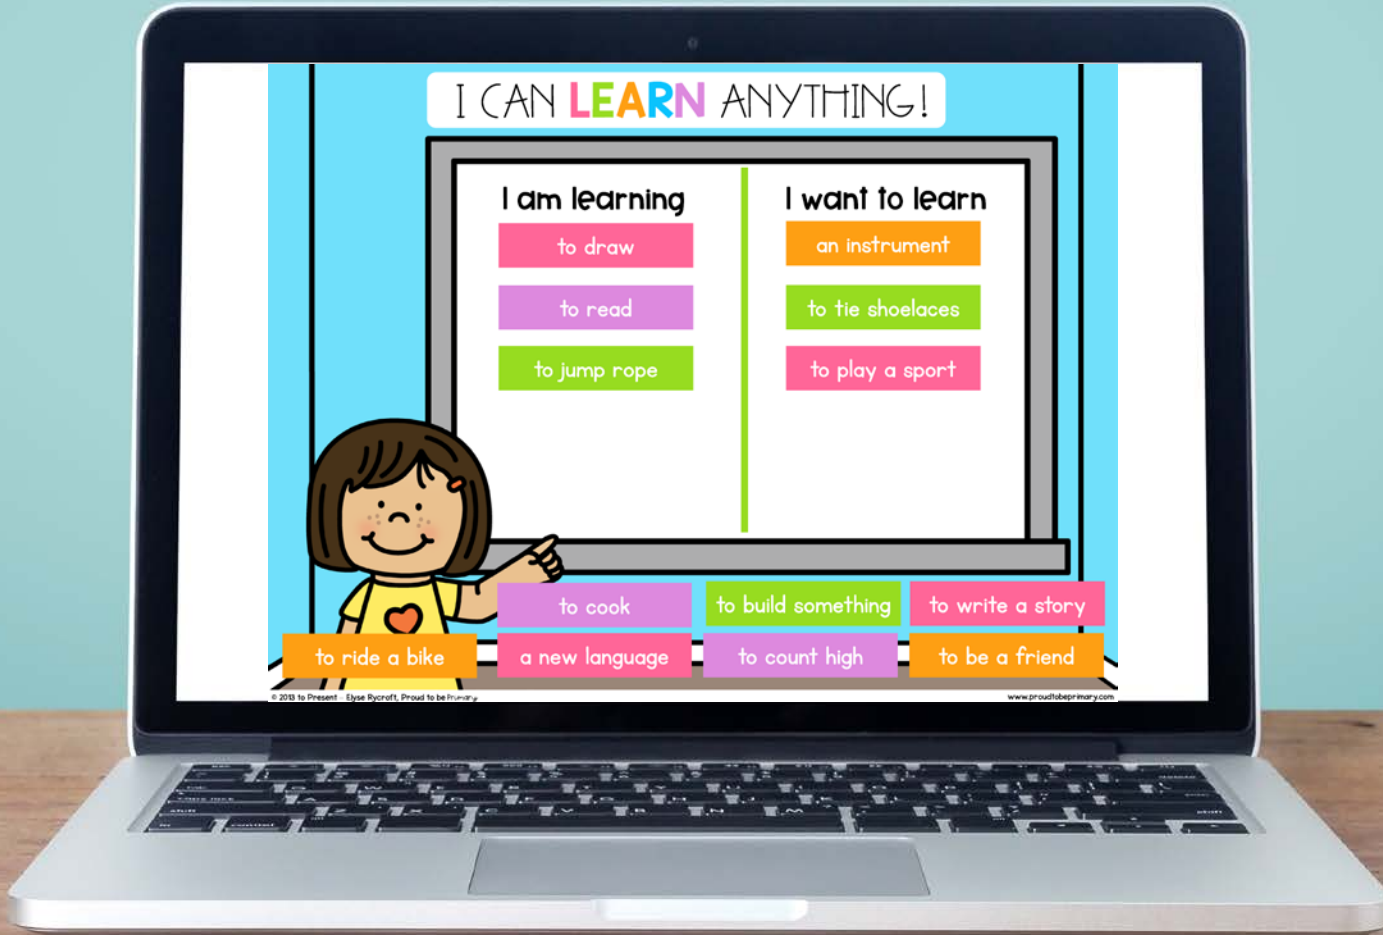 I CAN LEARN ANYTHING!
I am learning
to draw
to read
to jump rope
I want to learn
an instrument
to tie shoelaces
to play a sport
to cook
to build something
to write a story
to ride a bike
a new language
to count high
to be a friend
© 2013 to Present - Elyse Rycroft, Proud to be Primary
www.proudtobeprimary.com